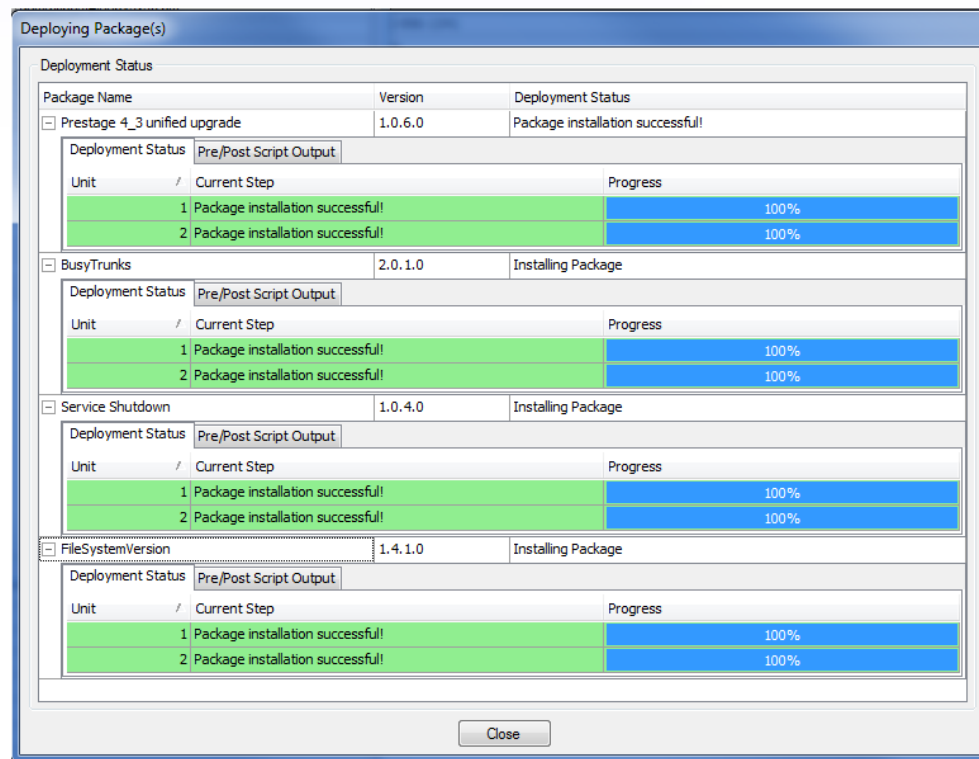 Deploying Package(s)
Deployment Status
Package Name Version Deployment Status
Prestage 4_3 unified upgrade 1.0.6.0 Package installation successful!
Deployment Status Pre/Post Script Output
Unit / Current Step Progress
1 Package installation successful! 100%
2 Package installation successful! 100%
BusyTrunks 2.0.1.0 Installing Package
Deployment Status Pre/Post Script Output
Unit / Current Step Progress
1 Package installation successful! 100%
2 Package installation successful! 100%
Service Shutdown 1.0.4.0 Installing Package
Deployment Status Pre/Post Script Output
Unit / Current Step Progress
1 Package installation successful! 100%
2 Package installation successful! 100%
FileSystemVersion 1.4.1.0 Installing Package
Deployment Status Pre/Post Script Output
Unit / Current Step Progress
1 Package installation successful! 100%
2 Package installation successful! 100%
Close